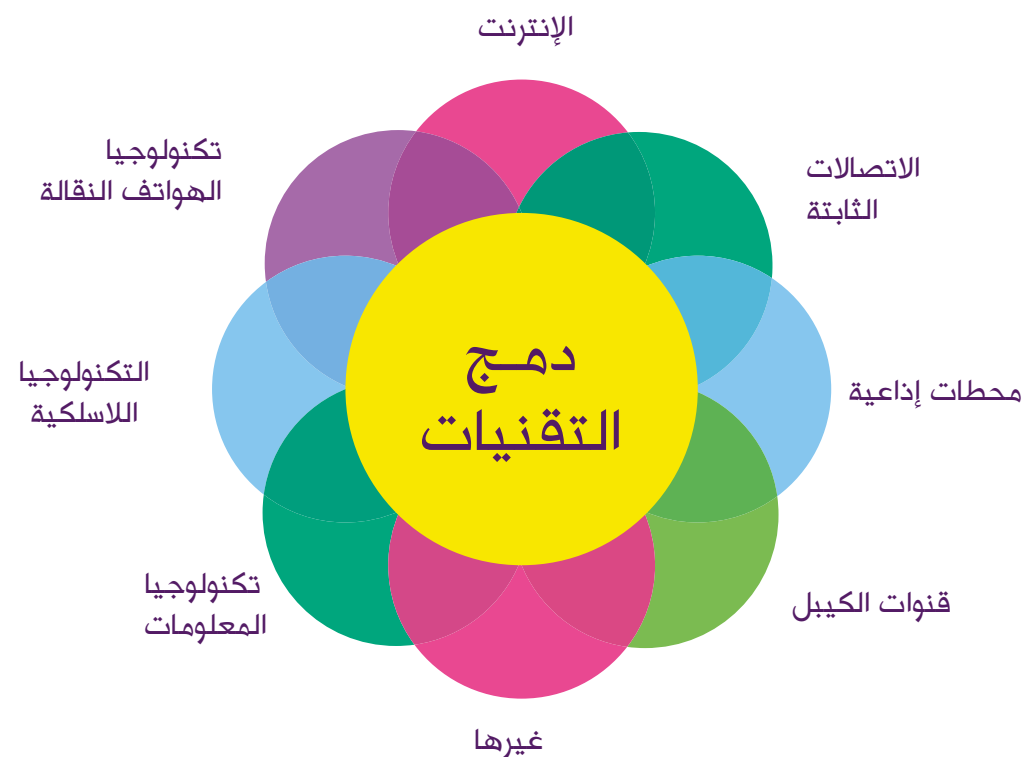 الإنترنت
الاتصالات
الثابتة
محطات إذاعية
قنوات الكيبل
غيرها
تكنولوجيا
المعلومات
التكنولوجيا
اللاسلكية
تكنولوجيا
الهواتف النقالة
دمج
التقنيات